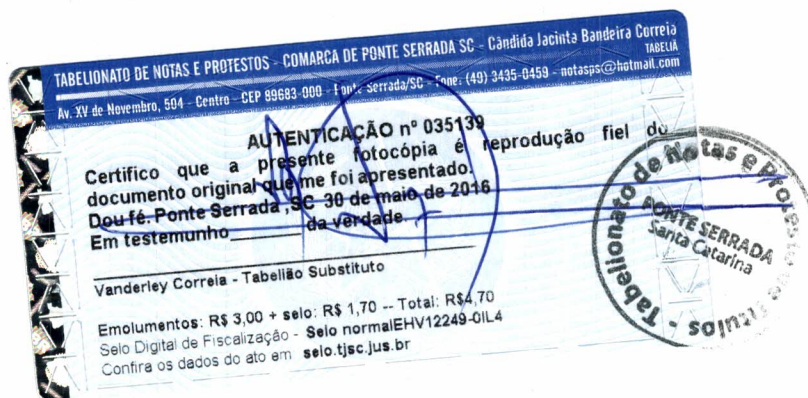 TABELIONATO DE NOTAS E PROTESTOS - COMARCA DE PONTE SERRADA SC - Cândida Jacinta Bandeira Correia
TABELIÃ
Av. XV de Novembro, 594 - Centro - CEP 89683-000 - Ponte Serrada/SC - Fone: (49) 3435-0459 - notasps@hotmail.com
AUTENTICAÇÃO nº 035139
Certifico que a presente fotocópia é reprodução fiel do
documento original que me foi apresentado.
Dou fé. Ponte Serrada ,SC 30 de maio de 2016
Em testemunho______da verdade.
Vanderley Correia - Tabelião Substituto
Emolumentos: R$ 3,00 + selo: R$ 1,70 -- Total: R$4,70
Selo Digital de Fiscalização - Selo normalEHV12249-0IL4
Confira os dados do ato em selo.tjsc.jus.br
Tabelionato de Notas e Protesto de Títulos -
PONTE SERRADA
Santa Catarina